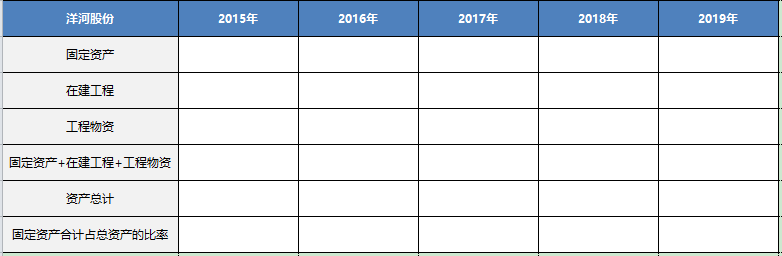 洋河股份 2015年 2016年 2017年 2018年 2019年
固定资产
在建工程
工程物资
固定资产+在建工程+工程物资
资产总计
固定资产合计占总资产的比率